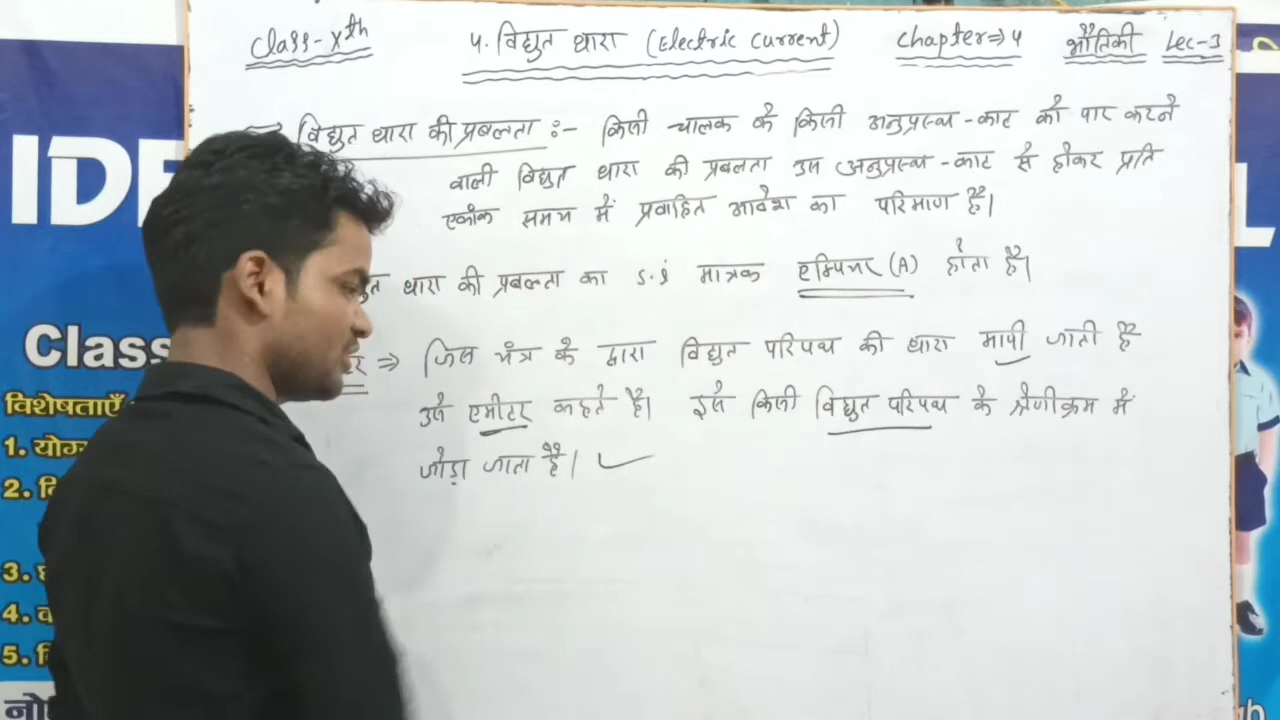 Class-Xth
4. विद्युत धारा (Electric Current)
Chapter⇒4
भौतिकी
Lec-3
⇒ विद्युत धारा की प्रबलता :- किसी चालक के किसी अनुप्रस्थ-काट को पार करने
वाली विद्युत धारा की प्रबलता उस अनुप्रस्थ-काट से होकर प्रति
एकांक समय में प्रवाहित आवेश का परिमाण है।
धारा की प्रबलता का S.I मात्रक एम्पियर (A) होता है।
⇒ जिस यंत्र के द्वारा विद्युत परिपथ की धारा मापी जाती है
उसे एमीटर कहते है। इसे किसी विद्युत परिपथ के श्रेणीक्रम में
जोड़ा जाता है।
Class
विशेषताएँ
1.
2.
3.
4.
5.